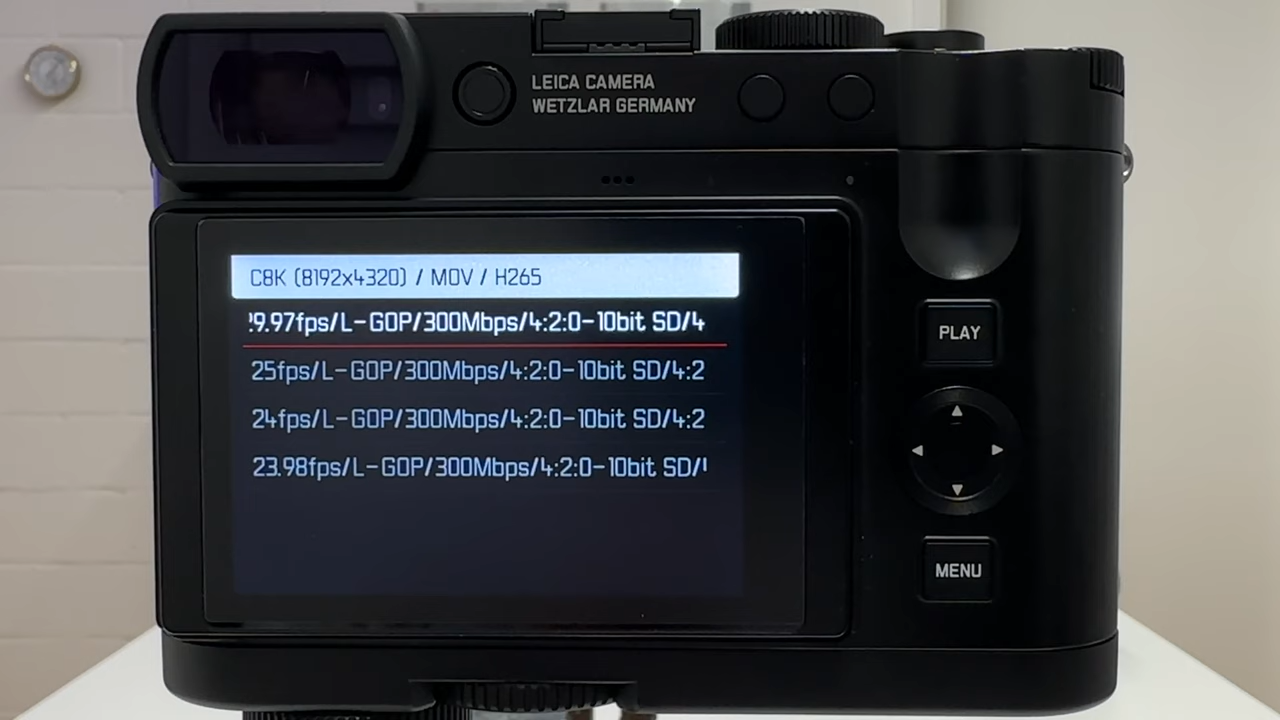 LEICA CAMERA
WETZLAR GERMANY
C8K (8192x4320) / MOV / H265
9.97fps/L-GOP/300Mbps/4:2:0-10bit SD/4
25fps/L-GOP/300Mbps/4:2:0-10bit SD/4:2
24fps/L-GOP/300Mbps/4:2:0-10bit SD/4:2
23.98fps/L-GOP/300Mbps/4:2:0-10bit SD/
PLAY
MENU